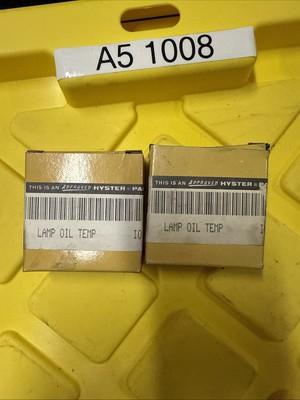 A5 1008
THIS IS AN APPROVED HYSTER
LAMP OIL TEMP
THIS IS AN APPROVED HYSTER
LAMP OIL TEMP